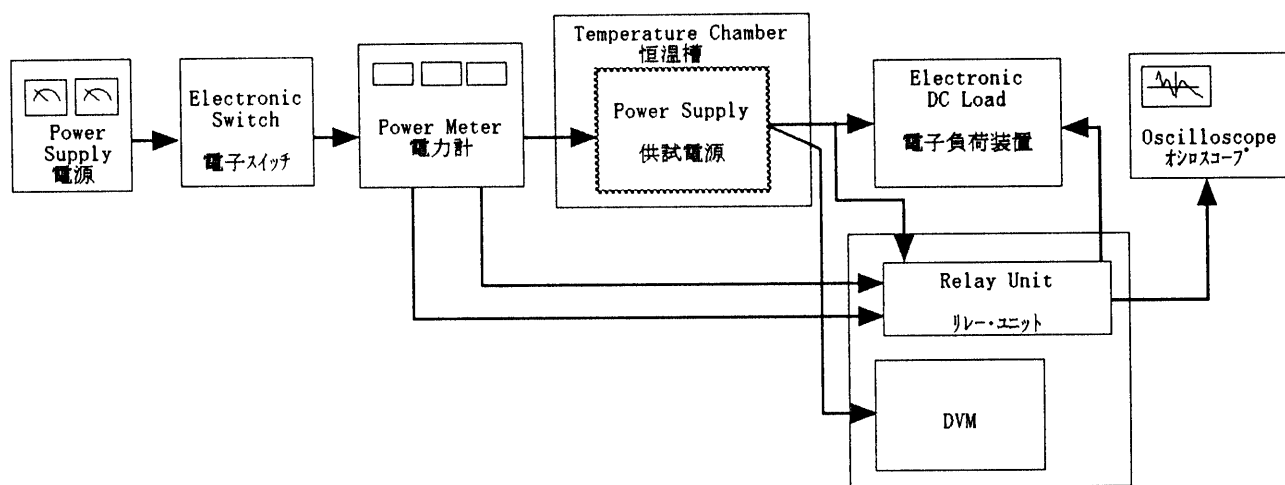 Power
Supply
電源
Electronic
Switch
電子スイッチ
Power Meter
電力計
Temperature Chamber
恒温槽
Power Supply
供試電源
Electronic
DC Load
電子負荷装置
Oscilloscope
オシロスコープ
Relay Unit
リレー・ユニット
DVM